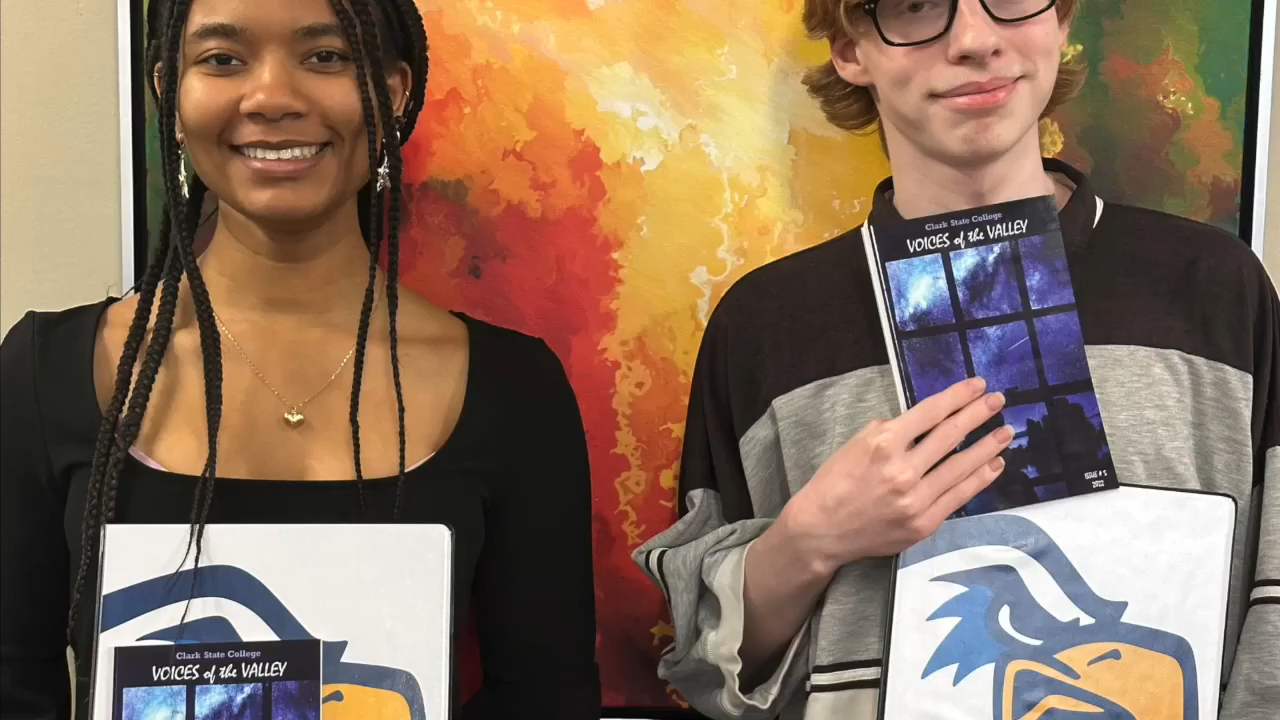 Clark State College
VOICES of the VALLEY
ISSUE # 5
2022
Clark State College
VOICES of the VALLEY